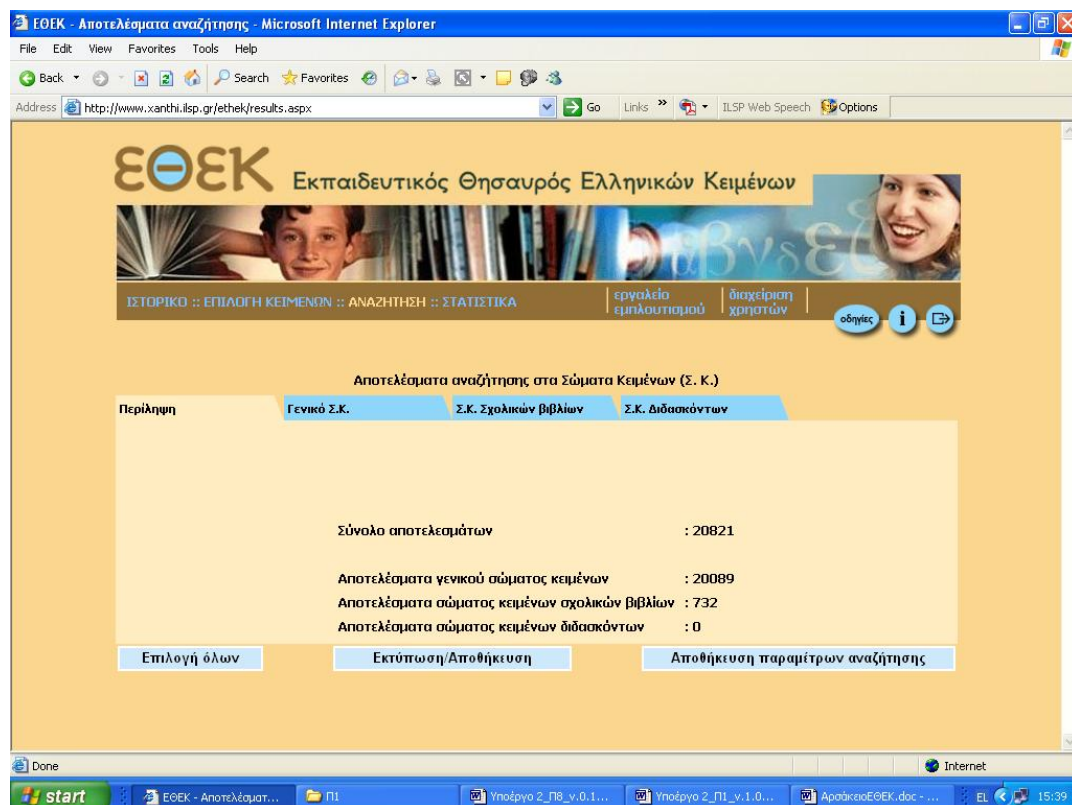 ΕΘΕΚ - Αποτελέσματα αναζήτησης - Microsoft Internet Explorer
File Edit View Favorites Tools Help
Back Search Favorites
Address http://www.xanthi.ilsp.gr/ethek/results.aspx Go Links » ILSP Web Speech Options
εΘεΚ Εκπαιδευτικός Θησαυρός Ελληνικών Κειμένων
αβγδεζ
ΙΣΤΟΡΙΚΟ :: ΕΠΙΛΟΓΗ ΚΕΙΜΕΝΩΝ :: ΑΝΑΖΗΤΗΣΗ :: ΣΤΑΤΙΣΤΙΚΑ
εργαλείο εμπλουτισμού
διαχείριση χρηστών
οδηγίες i
Αποτελέσματα αναζήτησης στα Σώματα Κειμένων (Σ. Κ.)
Περίληψη Γενικό Σ.Κ. Σ.Κ. Σχολικών βιβλίων Σ.Κ. Διδασκόντων
Σύνολο αποτελεσμάτων : 20821
Αποτελέσματα γενικού σώματος κειμένων : 20089
Αποτελέσματα σώματος κειμένων σχολικών βιβλίων : 732
Αποτελέσματα σώματος κειμένων διδασκόντων : 0
Επιλογή όλων Εκτύπωση/Αποθήκευση Αποθήκευση παραμέτρων αναζήτησης
Done Internet
start ΕΘΕΚ - Αποτελέσματ... Π1 Υποέργο 2_Π8_v.0.1... Υποέργο 2_Π1_v.1.0... ΑρσάκειοΕΘΕΚ.doc - ... EL 15:39